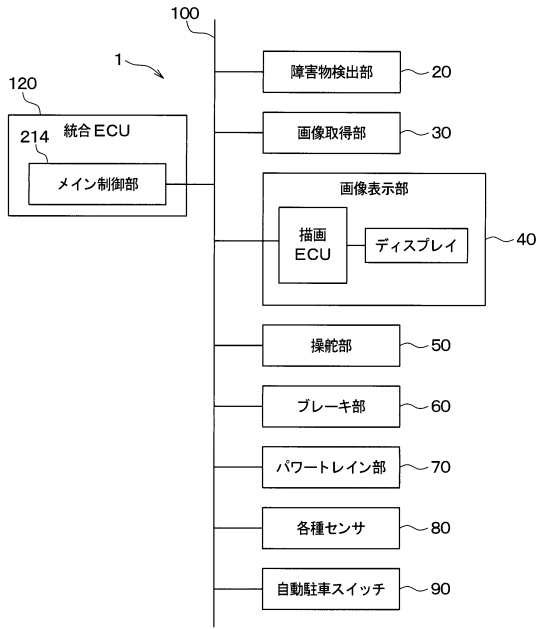 100
1
障害物検出部
20
120
統合ECU
画像取得部
30
214
メイン制御部
画像表示部
描画
ECU
ディスプレイ
40
操舵部
50
ブレーキ部
60
パワートレイン部
70
各種センサ
80
自動駐車スイッチ
90